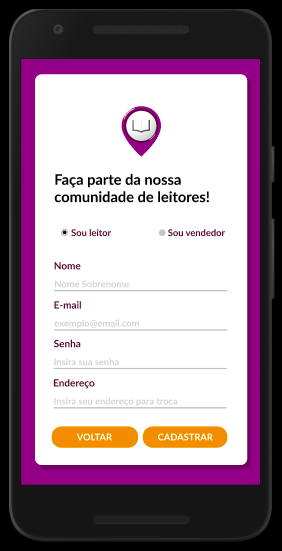 Faça parte da nossa
comunidade de leitores!
Sou leitor Sou vendedor
Nome
Nome Sobrenome
E-mail
exemplo@email.com
Senha
Insira sua senha
Endereço
Insira seu endereço para troca
VOLTAR CADASTRAR